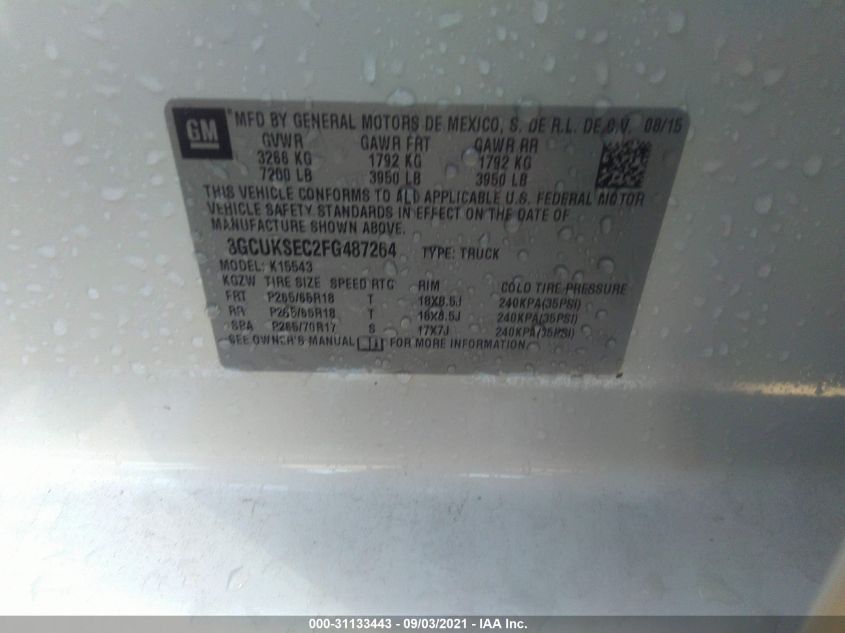 GM
MFD BY GENERAL MOTORS DE MEXICO, S. DE R.L. DE C.V. 08/15
GVWR GAWR FRT GAWR RR
3266 KG 1792 KG 1792 KG
7200 LB 3950 LB 3950 LB
THIS VEHICLE CONFORMS TO ALL APPLICABLE U.S. FEDERAL MOTOR
VEHICLE SAFETY STANDARDS IN EFFECT ON THE DATE OF
MANUFACTURE SHOWN ABOVE.
3GCUKSEC2FG487264 TYPE: TRUCK
MODEL: K15543
KGZW TIRE SIZE SPEED RTG RIM COLD TIRE PRESSURE
FRT P265/65R18 T 18X8.5J 240KPA(35PSI)
RR P265/65R18 T 18X8.5J 240KPA(35PSI)
SPA P265/70R17 S 17X7J 240KPA(35PSI)
SEE OWNER'S MANUAL FOR MORE INFORMATION.
000-31133443 - 09/03/2021 - IAA Inc.